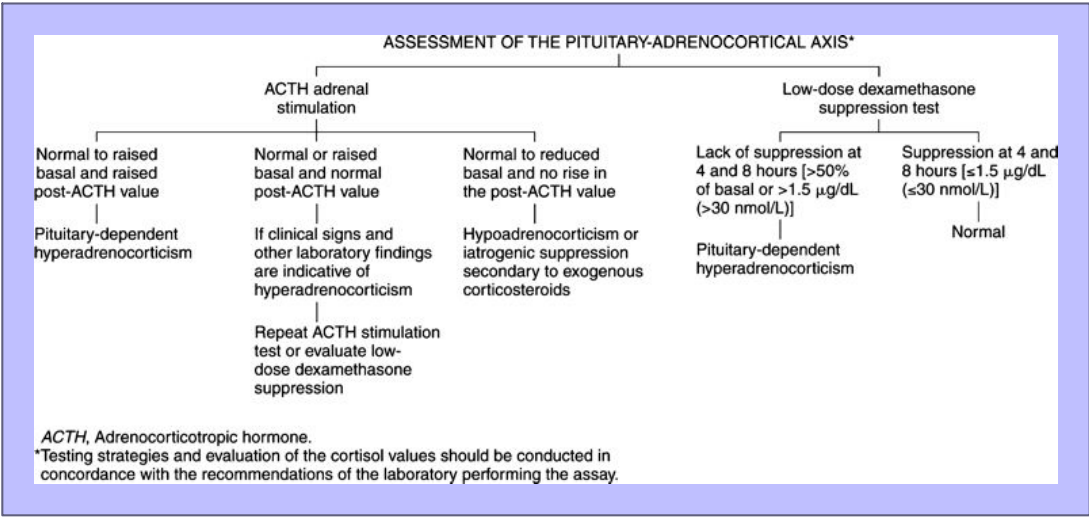 ASSESSMENT OF THE PITUITARY-ADRENOCORTICAL AXIS*
ACTH adrenal
stimulation
Normal to raised
basal and raised
post-ACTH value
Pituitary-dependent
hyperadrenocorticism
Normal or raised
basal and normal
post-ACTH value
If clinical signs and
other laboratory findings
are indicative of
hyperadrenocorticism
Repeat ACTH stimulation
test or evaluate low-
dose dexamethasone
suppression
Normal to reduced
basal and no rise in
the post-ACTH value
Hypoadrenocorticism or
iatrogenic suppression
secondary to exogenous
corticosteroids
Low-dose dexamethasone
suppression test
Lack of suppression at
4 and 8 hours [>50%
of basal or >1.5 μg/dL
(>30 nmol/L)]
Pituitary-dependent
hyperadrenocorticism
Suppression at 4 and
8 hours [≤1.5 μg/dL
(≤30 nmol/L)]
Normal
ACTH, Adrenocorticotropic hormone.
*Testing strategies and evaluation of the cortisol values should be conducted in
concordance with the recommendations of the laboratory performing the assay.